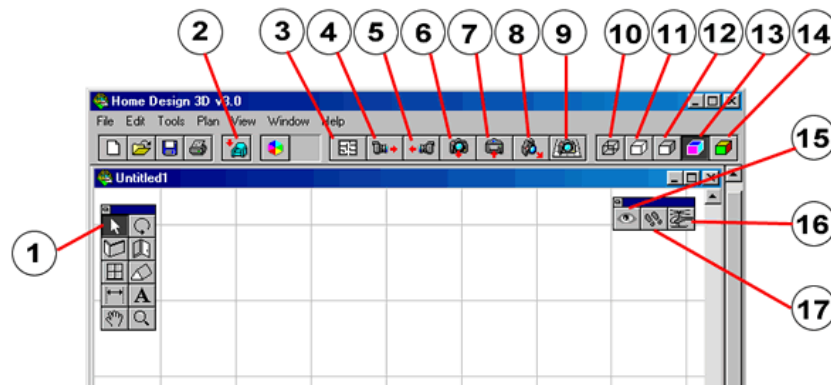 2 3 4 5 6 7 8 9 10 11 12 13 14
Home Design 3D v3.0
File Edit Tools Plan View Window Help
Untitled1
15
1
16
A
17